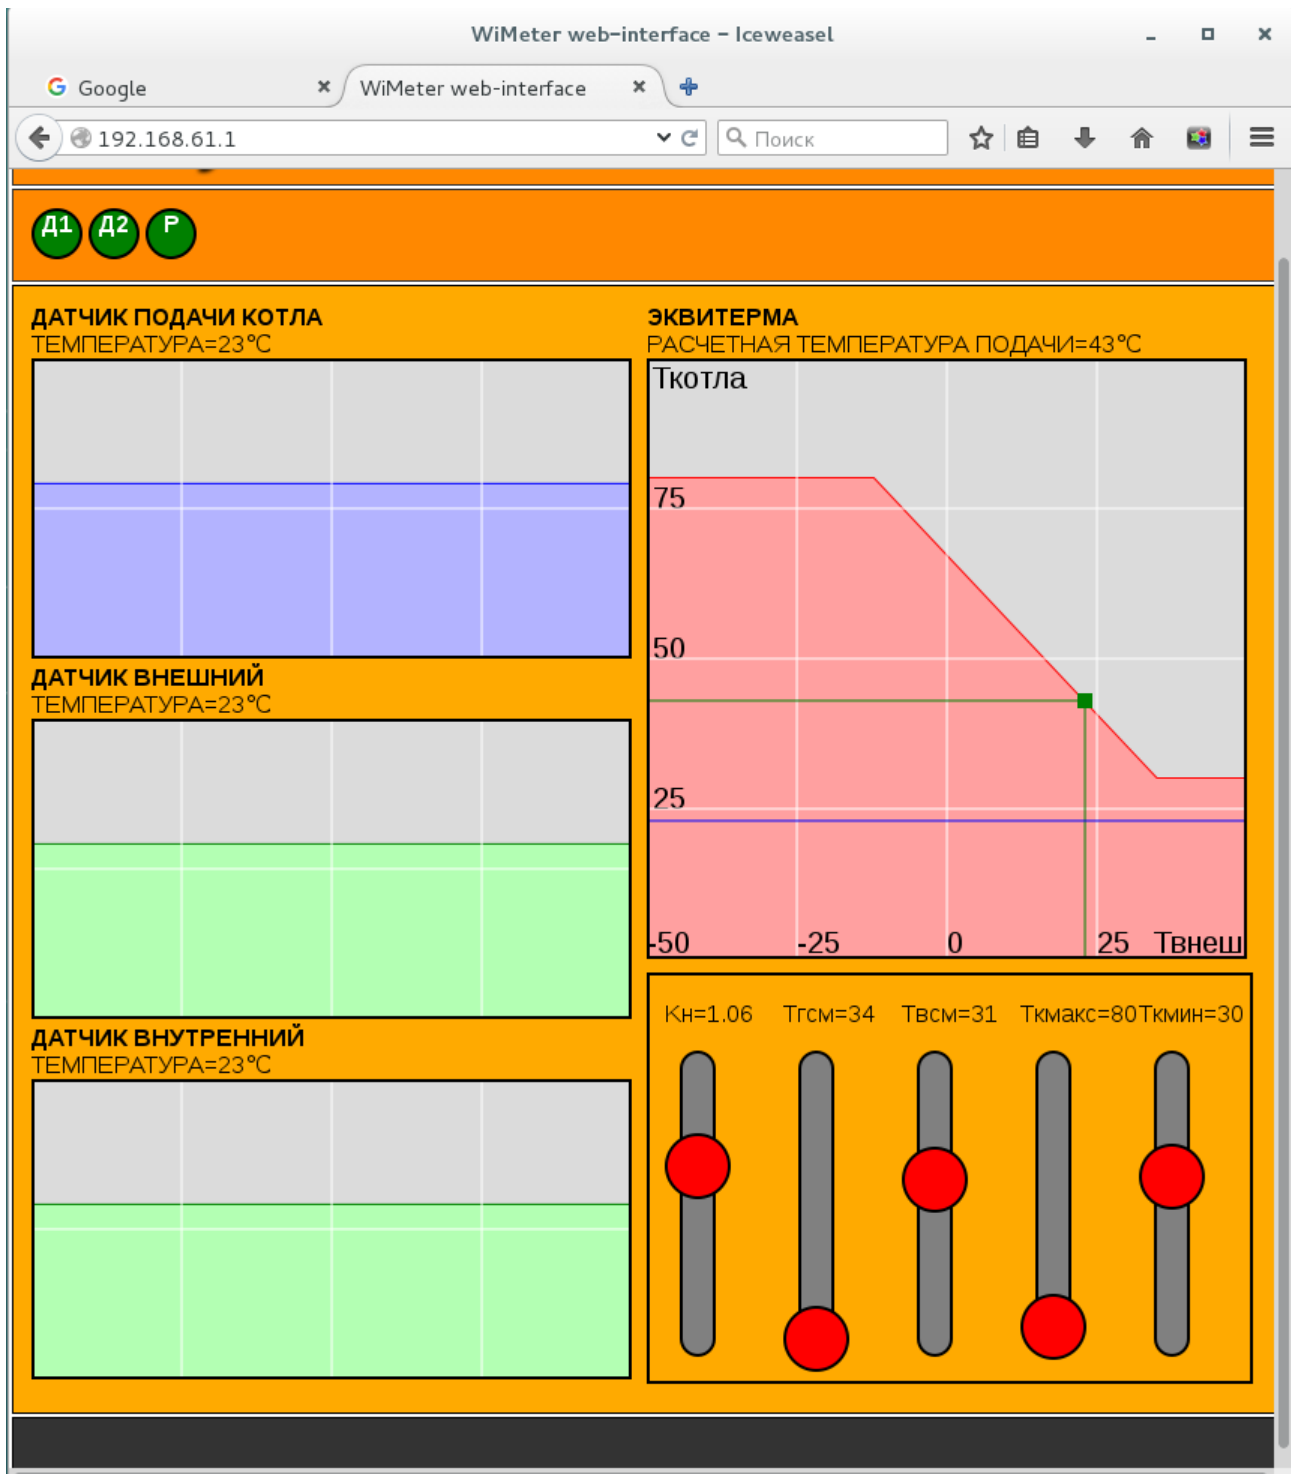 WiMeter web-interface - Iceweasel
Google
WiMeter web-interface
192.168.61.1
Поиск
Д1 Д2 Р
ДАТЧИК ПОДАЧИ КОТЛА
ТЕМПЕРАТУРА=23°C
ДАТЧИК ВНЕШНИЙ
ТЕМПЕРАТУРА=23°C
ДАТЧИК ВНУТРЕННИЙ
ТЕМПЕРАТУРА=23°C
ЭКВИТЕРМА
РАСЧЕТНАЯ ТЕМПЕРАТУРА ПОДАЧИ=43°C
Ткотла
75
50
25
-50 -25 0 25 Твнеш
Кн=1.06 Тгсм=34 Твсм=31 Ткмакс=80 Ткмин=30